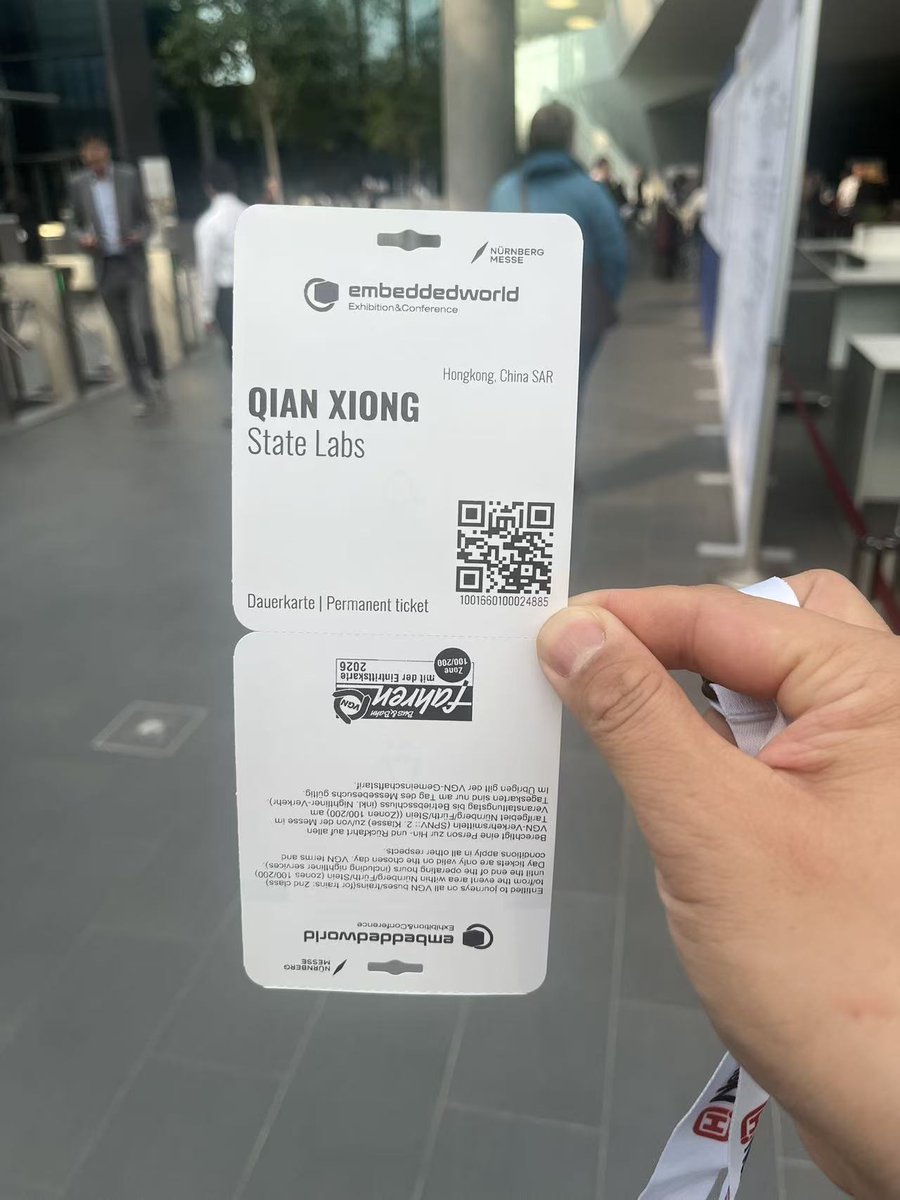 NÜRNBERG
MESSE
embeddedworld
Exhibition&Conference
Hongkong, China SAR
QIAN XIONG
State Labs
1001660100024885
Dauerkarte | Permanent ticket
NÜRNBERG
MESSE
embeddedworld
Exhibition&Conference
Entitled to journeys on all VGN buses/trains(for trains: 2nd class)
to/from the event area within Nürnberg/Fürth/Stein (zones 100/200)
until the end of the operating hours (including nightliner services).
Day tickets are only valid on the chosen day. VGN terms and
conditions apply in all other respects.
Berechtigt eine Person zur Hin- und Rückfahrt auf allen
VGN-Verkehrsmitteln (SPNV:: 2. Klasse) zu/von der Messe im
Tarifgebiet Nürnberg/Fürth/Stein ((Zonen 100/200) am
Veranstaltungstag bis Betriebsschluss (inkl. Nightliner-Verkehr).
Tageskarten sind nur am Tag des Messebesuchs gültig.
Im Übrigen gilt der VGN-Gemeinschaftstarif.
Bus&Bahn
VGN
fahren
mit der Eintrittskarte
2026
Zone
100/200